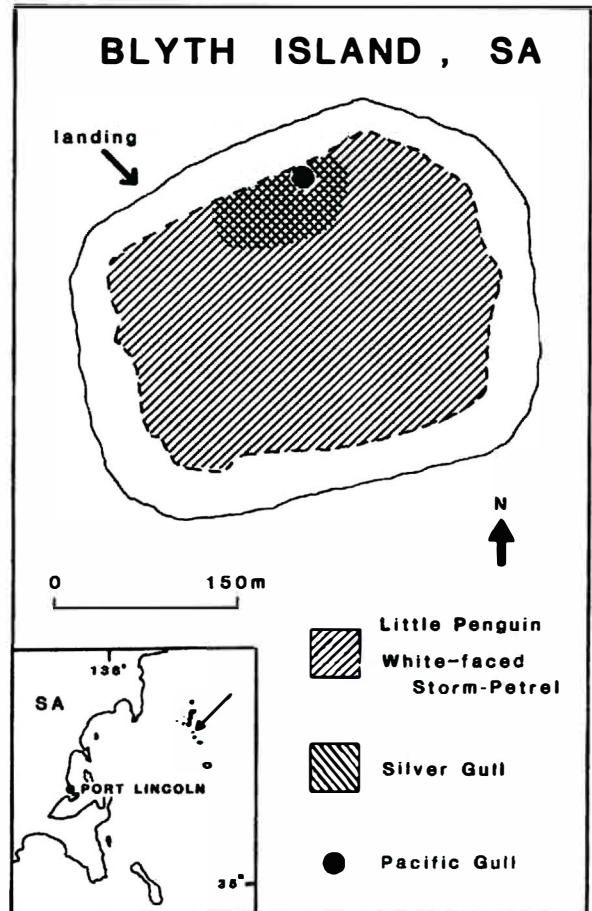 BLYTH ISLAND, SA
landing
N
0 150m
Little Penguin
White-faced
Storm-Petrel
Silver Gull
Pacific Gull
136°
SA
PORT LINCOLN
35°